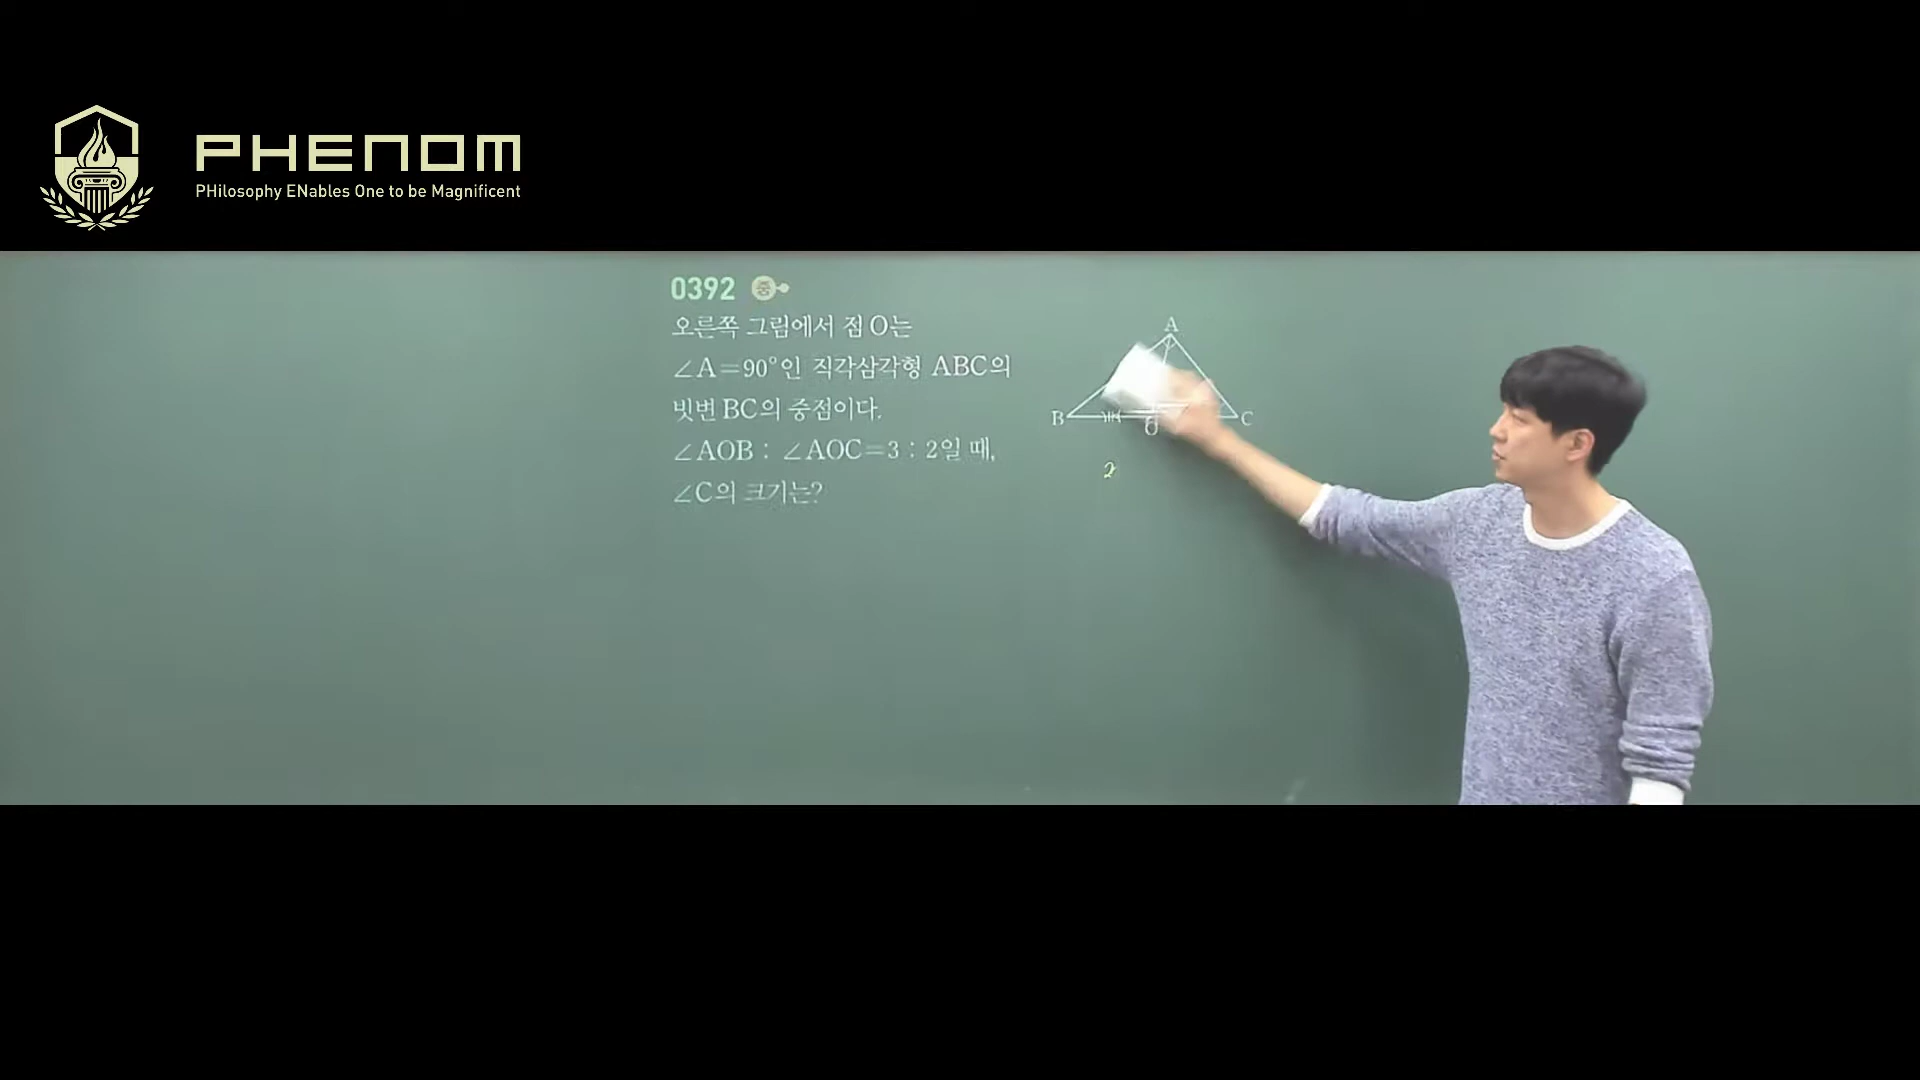 PHENOM
PHilosophy ENables One to be Magnificent
0392 중
오른쪽 그림에서 점 O는
∠A=90°인 직각삼각형 ABC의
빗변 BC의 중점이다.
∠AOB : ∠AOC=3 : 2일 때,
∠C의 크기는?
A
B
O
C
2